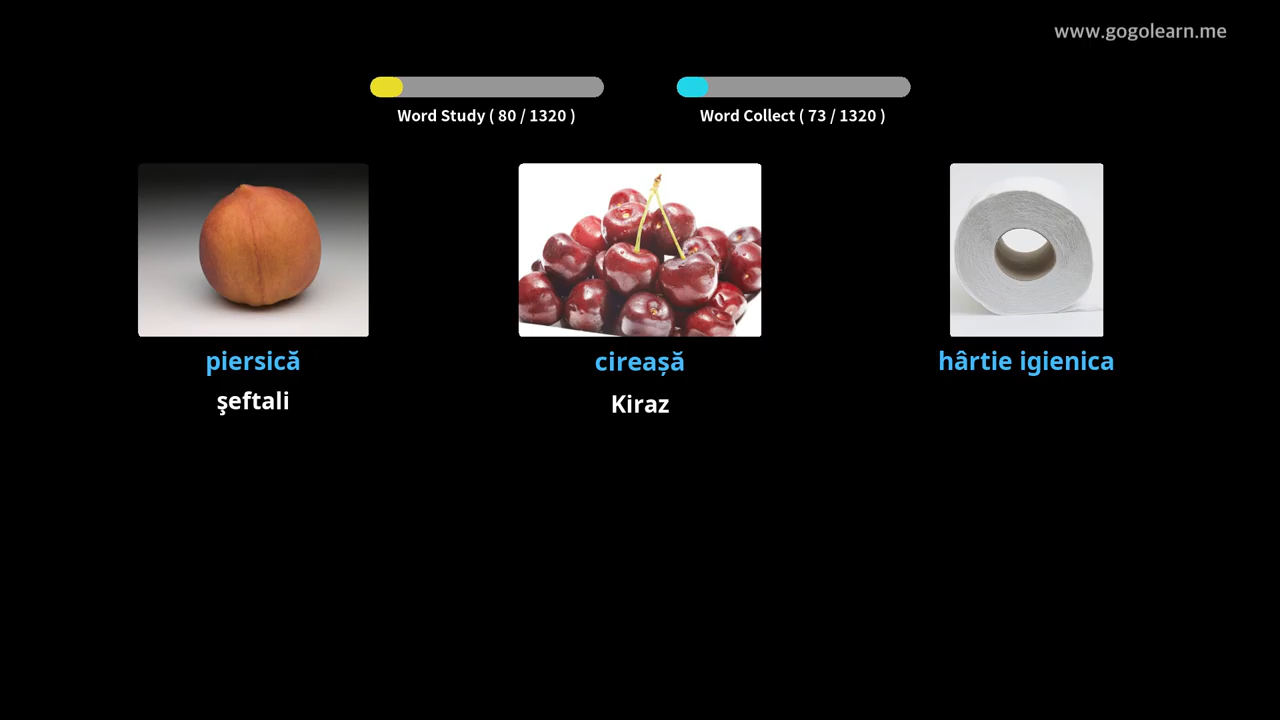 www.gogolearn.me
Word Study ( 80 / 1320 )
Word Collect ( 73 / 1320 )
piersică
cireașă
hârtie igienica
şeftali
Kiraz